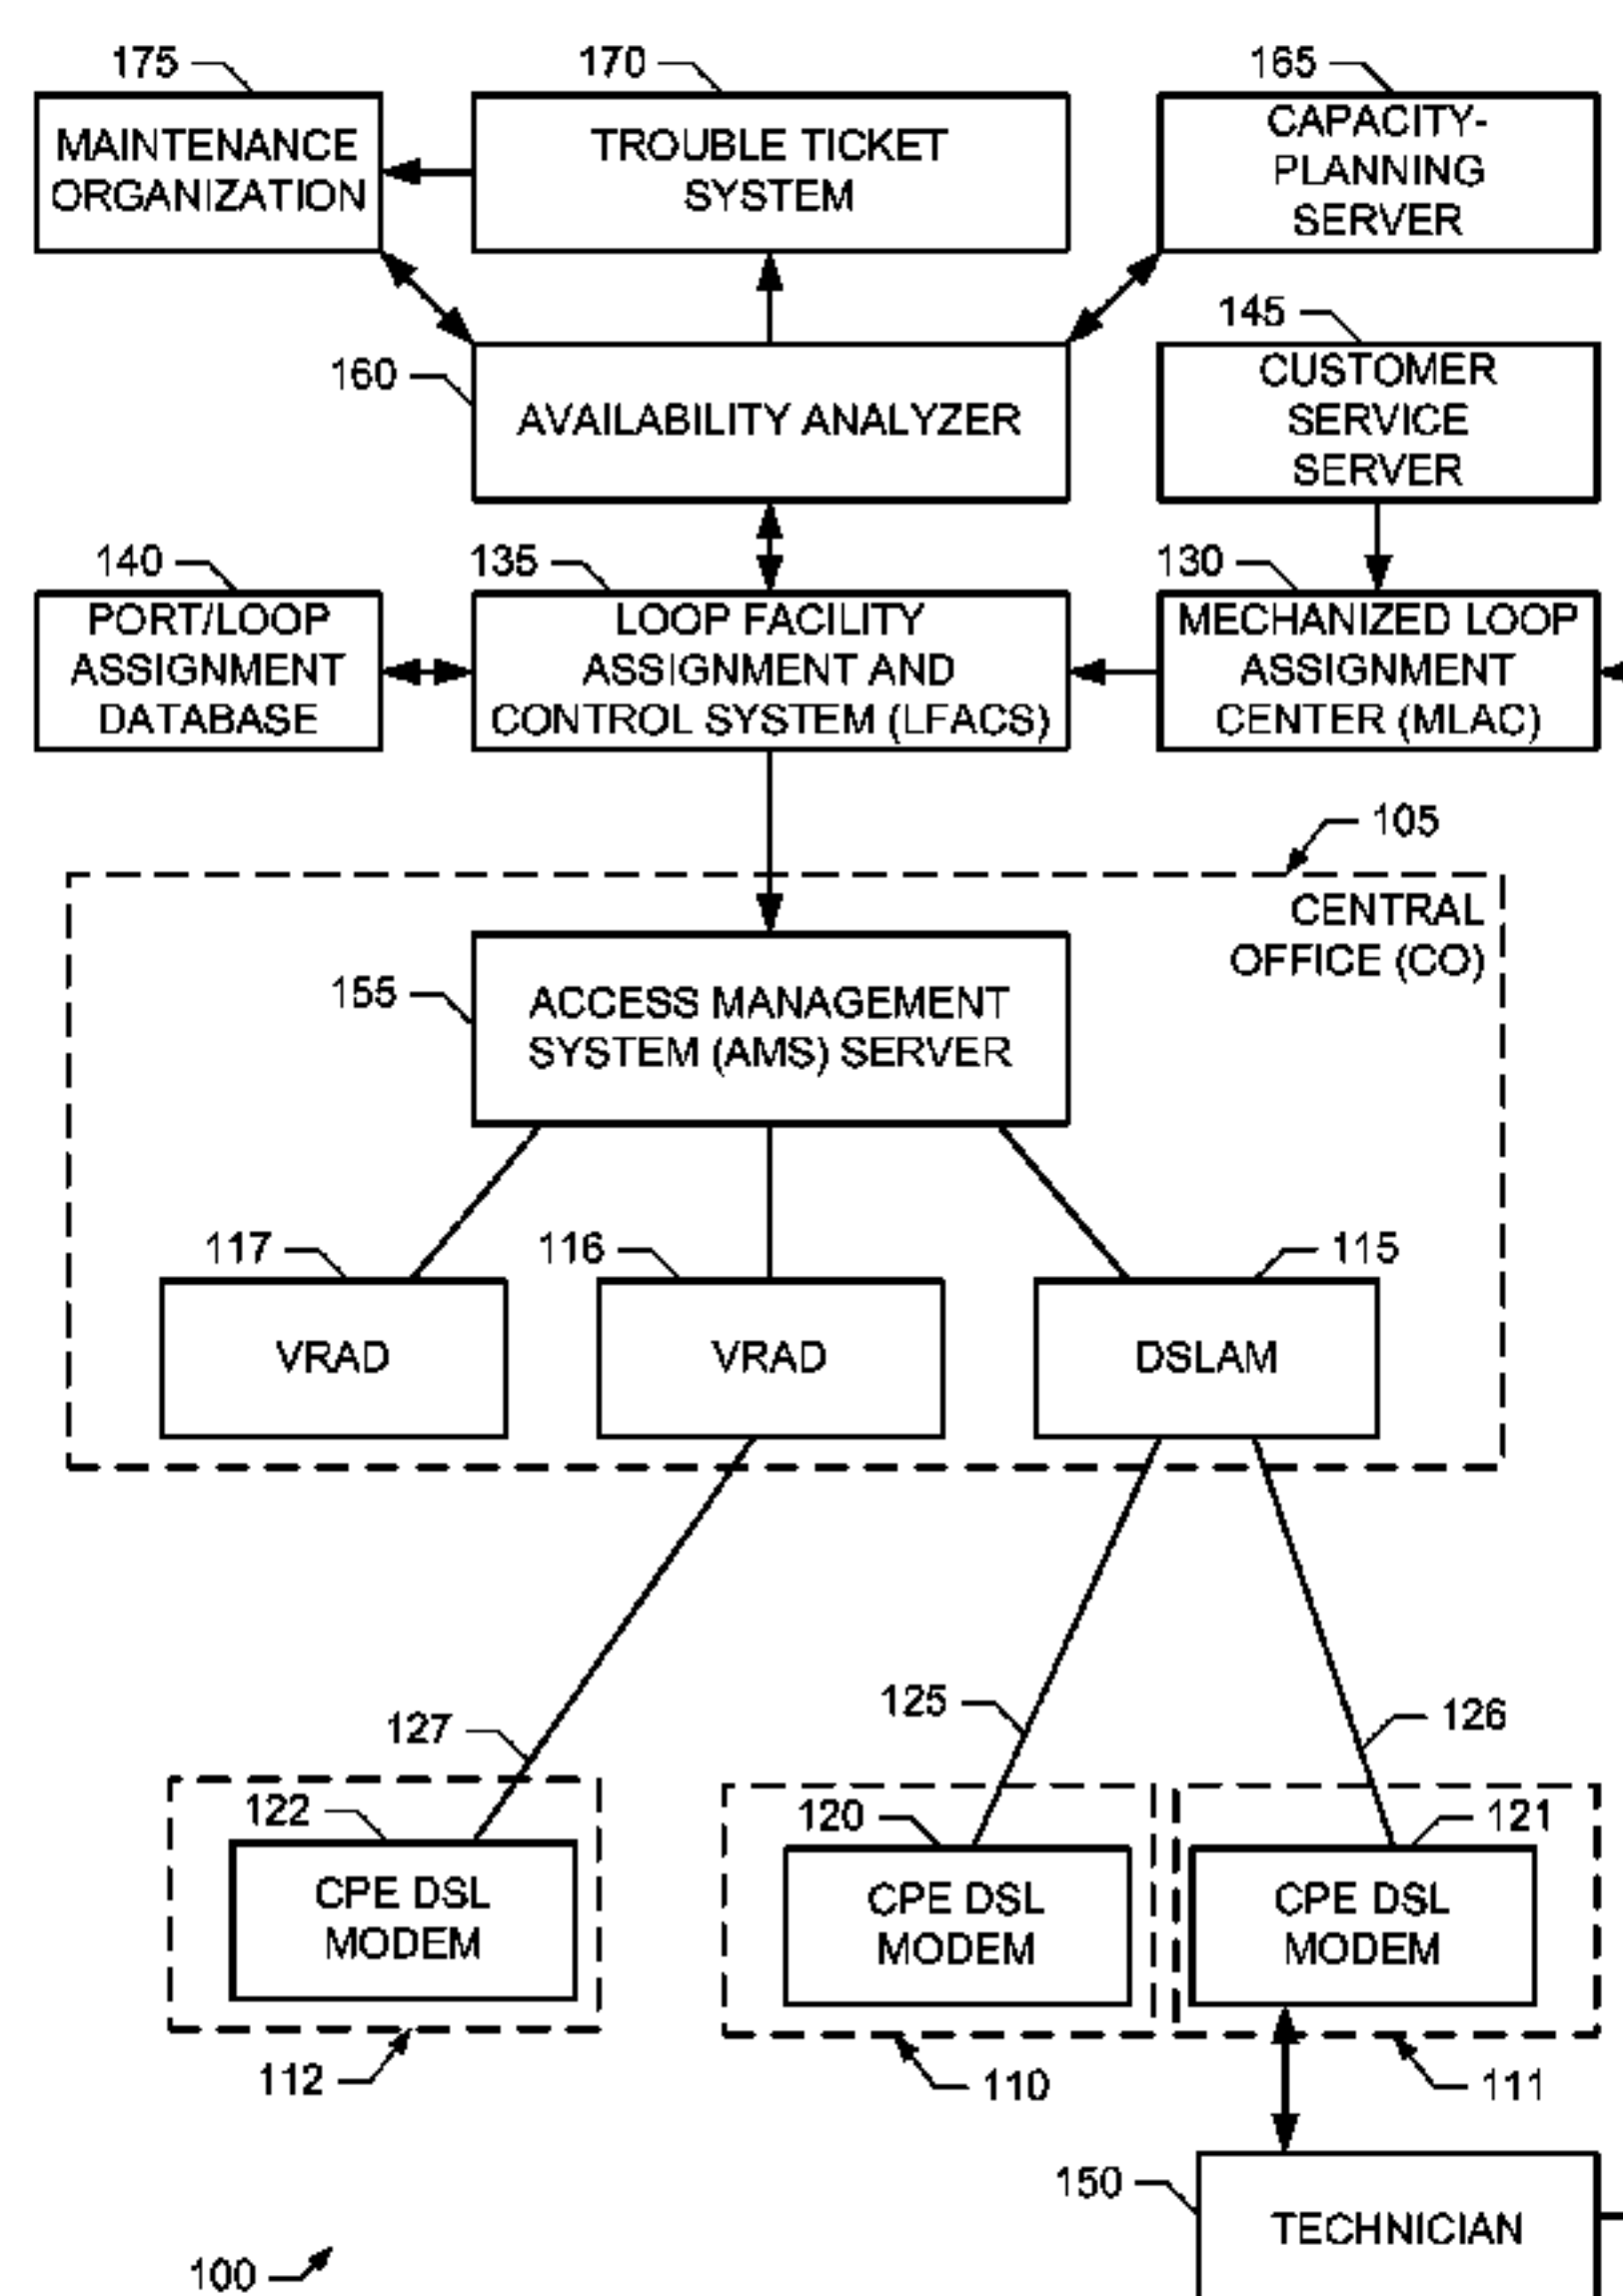 175
170
165
MAINTENANCE
ORGANIZATION
TROUBLE TICKET
SYSTEM
CAPACITY-
PLANNING
SERVER
145
160
AVAILABILITY ANALYZER
CUSTOMER
SERVICE
SERVER
140
135
130
PORT/LOOP
ASSIGNMENT
DATABASE
LOOP FACILITY
ASSIGNMENT AND
CONTROL SYSTEM (LFACS)
MECHANIZED LOOP
ASSIGNMENT
CENTER (MLAC)
105
CENTRAL
OFFICE (CO)
155
ACCESS MANAGEMENT
SYSTEM (AMS) SERVER
117
116
115
VRAD
VRAD
DSLAM
127
125
126
122
120
121
CPE DSL
MODEM
CPE DSL
MODEM
CPE DSL
MODEM
112
110
111
150
TECHNICIAN
100